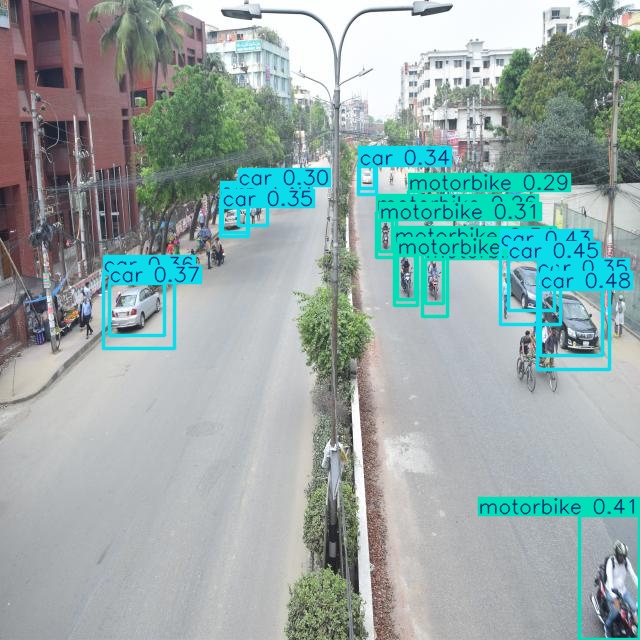 car 0.34
car 0.30
motorbike 0.29
car 0.35
motorbike 0.31
motorbike
car 0.43
car 0.45
car 0.36
car 0.37
car 0.35
car 0.48
motorbike 0.41